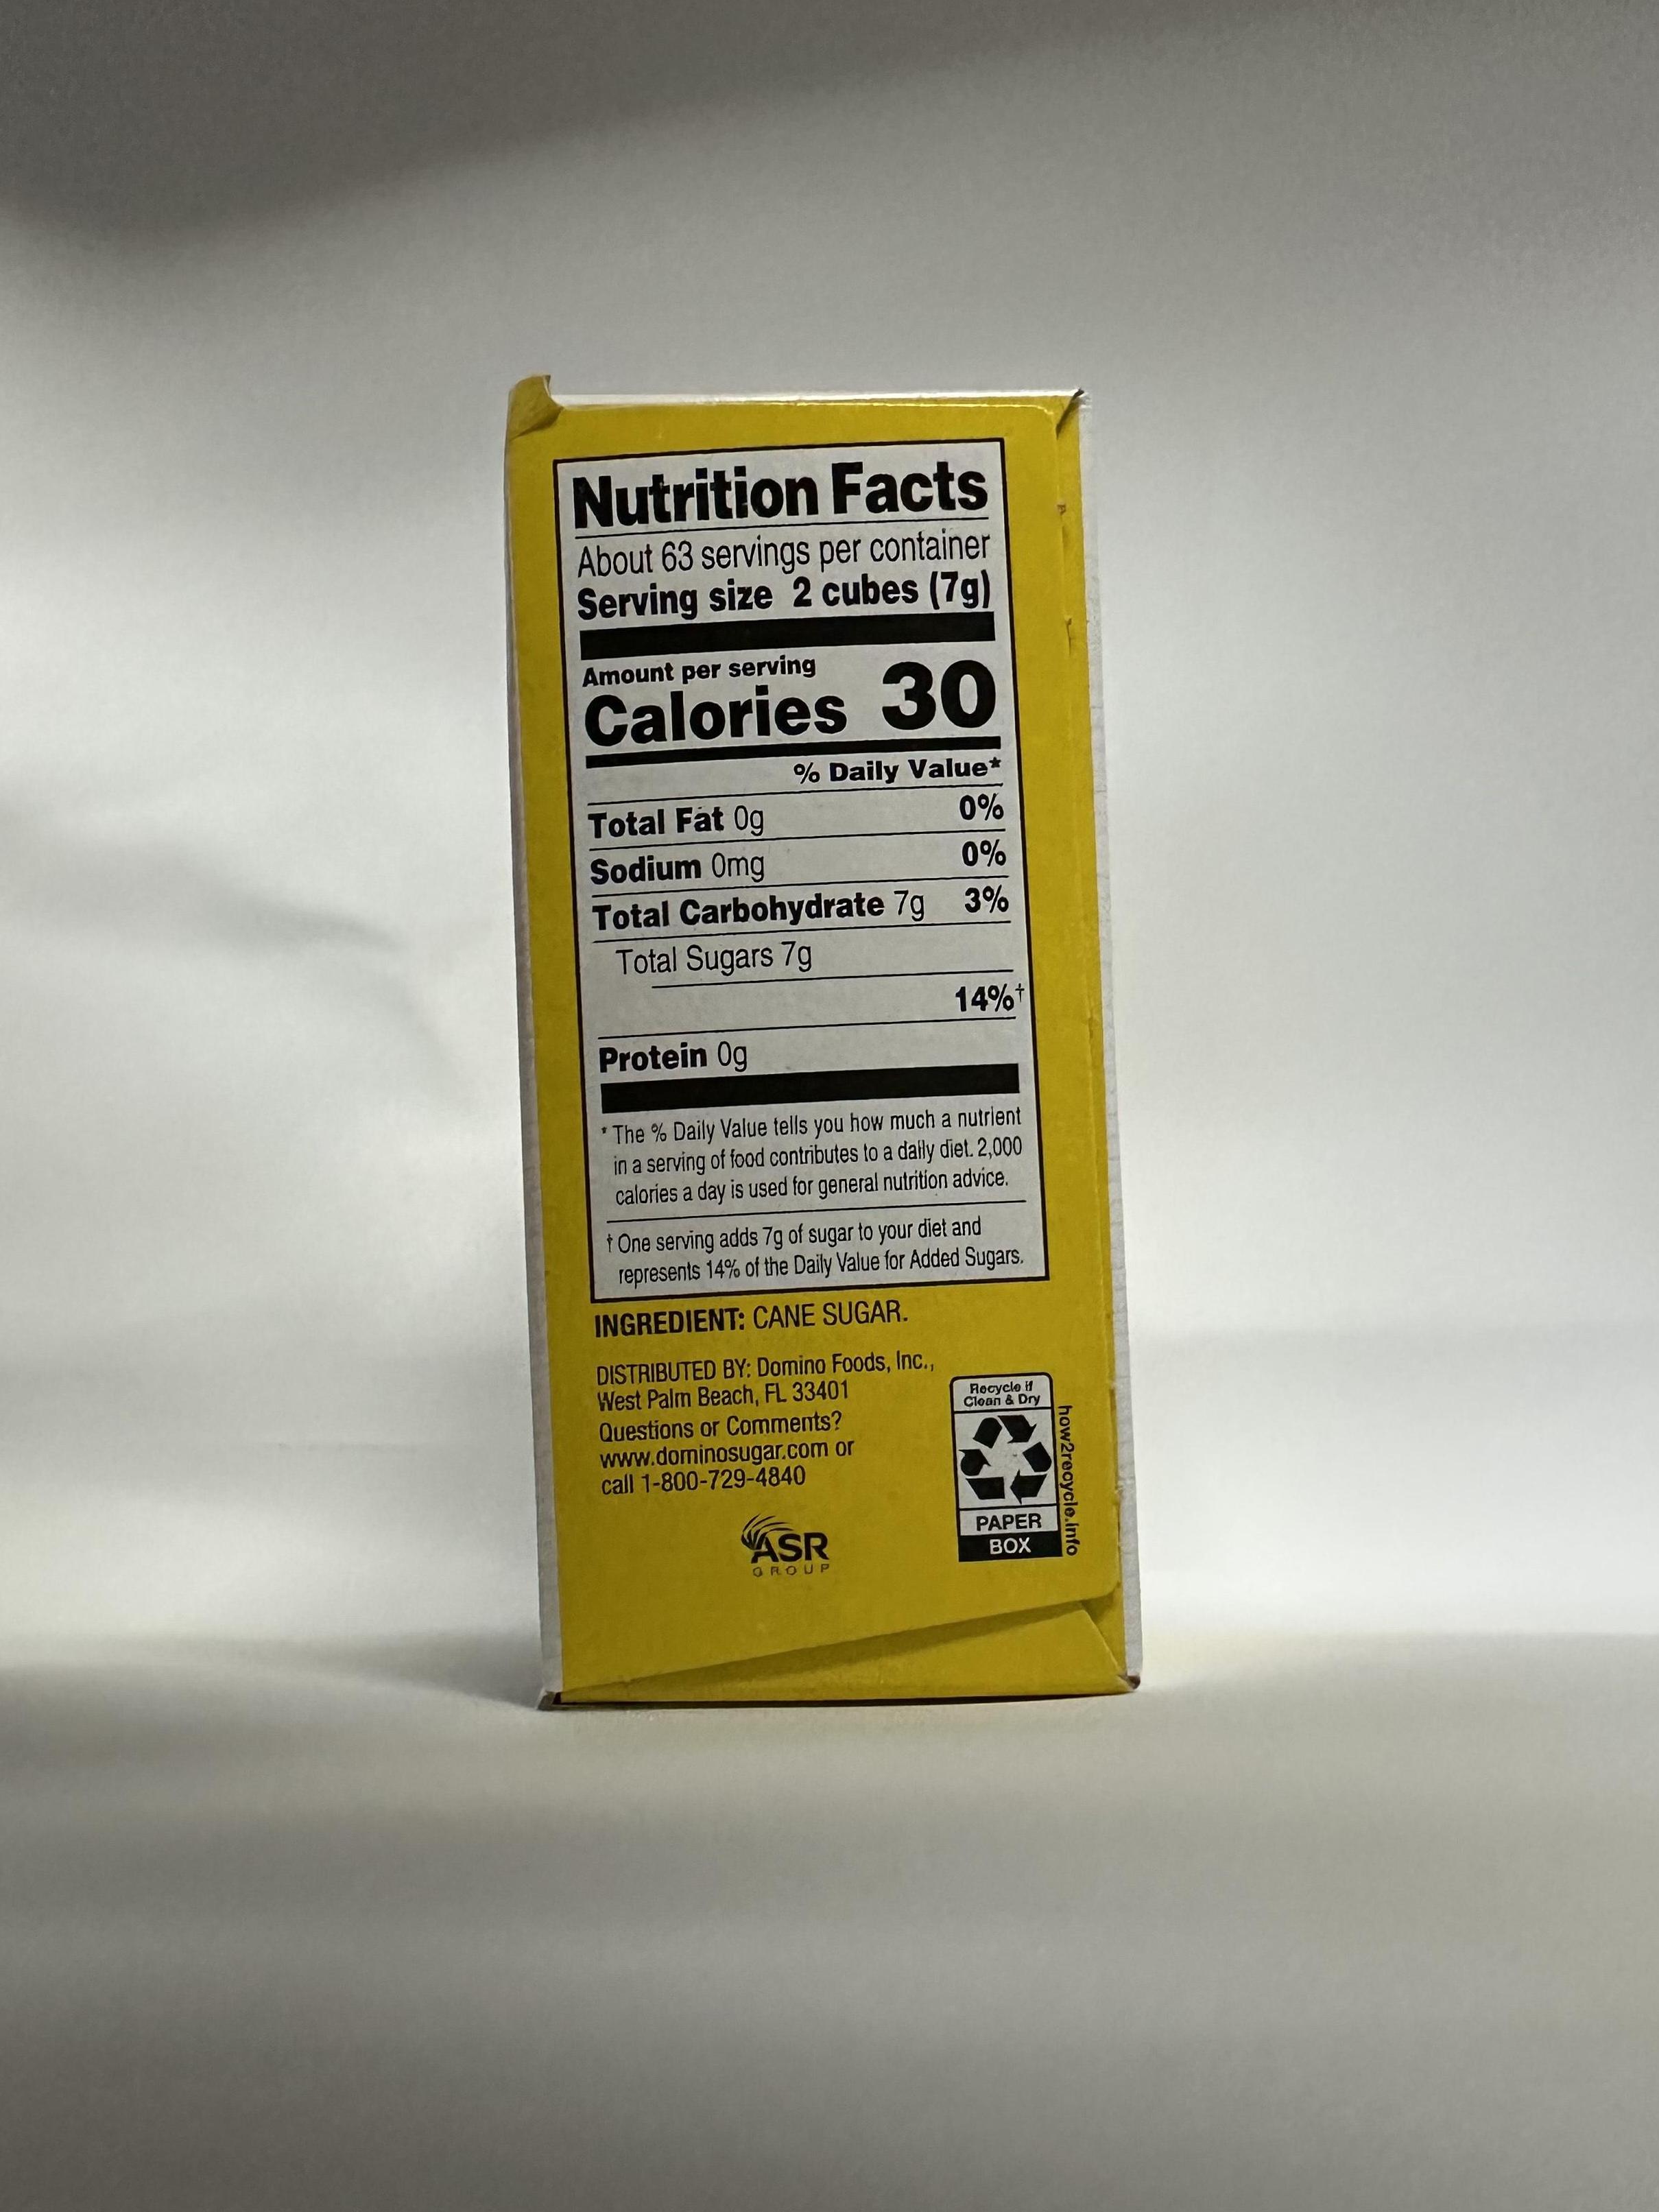 Nutrition Facts
About 63 servings per container
Serving size 2 cubes (7g)
Amount per serving
Calories 30
% Daily Value*
Total Fat 0g 0%
Sodium 0mg 0%
Total Carbohydrate 7g 3%
Total Sugars 7g
14%†
Protein 0g
* The % Daily Value tells you how much a nutrient
in a serving of food contributes to a daily diet. 2,000
calories a day is used for general nutrition advice.
† One serving adds 7g of sugar to your diet and
represents 14% of the Daily Value for Added Sugars.
INGREDIENT: CANE SUGAR.
DISTRIBUTED BY: Domino Foods, Inc.,
West Palm Beach, FL 33401
Questions or Comments?
www.dominosugar.com or
call 1-800-729-4840
ASR
GROUP
Recycle if
Clean & Dry
PAPER
BOX
how2recycle.info